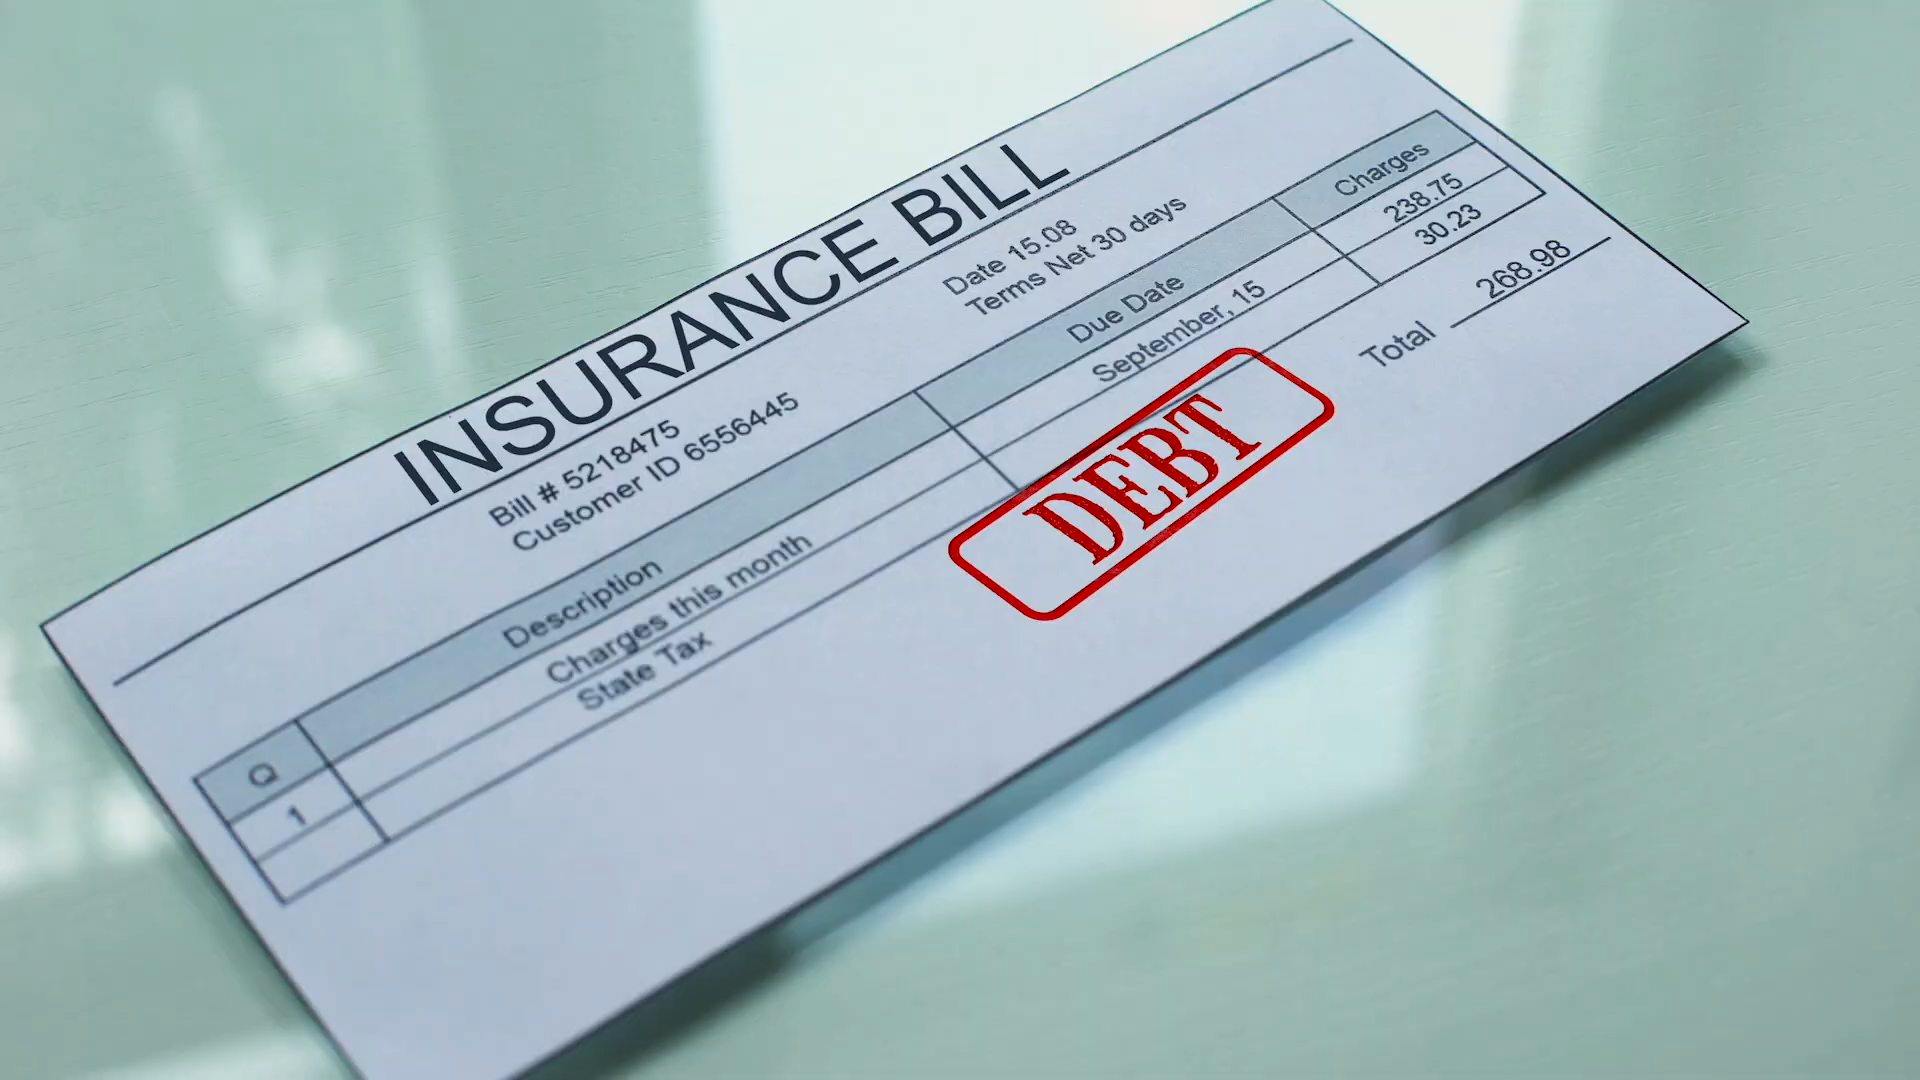 INSURANCE BILL
Bill # 5218475
Customer ID 6556445
Date 15.08
Terms Net 30 days
Q Description Due Date Charges
1 Charges this month September, 15 238.75
State Tax 30.23
Total 268.98
DEBT